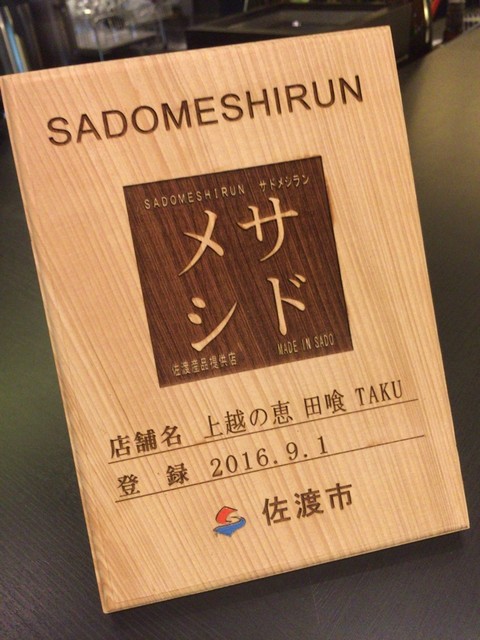 SADOMESHIRUN
SADOMESHIRUN サドメシラン
サド
メシ
佐渡産品提供店
MADE IN SADO
店舗名 上越の恵 田喰 TAKU
登 録 2016.9.1
佐渡市